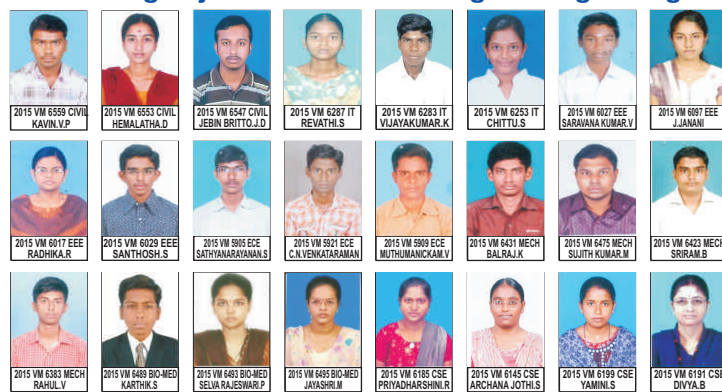 2015 VM 6559 CIVIL
KAVIN.V.P
2015 VM 6553 CIVIL
HEMALATHA.D
2015 VM 6547 CIVIL
JEBIN BRITTO.J.D
2015 VM 6287 IT
REVATHI.S
2015 VM 6283 IT
VIJAYAKUMAR.K
2015 VM 6253 IT
CHITTU.S
2015 VM 6027 EEE
SARAVANA KUMAR.V
2015 VM 6097 EEE
J.JANANI
2015 VM 6017 EEE
RADHIKA.R
2015 VM 6029 EEE
SANTHOSH.S
2015 VM 5905 ECE
SATHYANARAYANAN.S
2015 VM 5921 ECE
C.N.VENKATARAMAN
2015 VM 5909 ECE
MUTHUMANICKAM.V
2015 VM 6431 MECH
BALRAJ.K
2015 VM 6475 MECH
SUJITH KUMAR.M
2015 VM 6423 MECH
SRIRAM.B
2015 VM 6383 MECH
RAHUL.V
2015 VM 6489 BIO-MED
KARTHIK.S
2015 VM 6493 BIO-MED
SELVA RAJESWARI.P
2015 VM 6495 BIO-MED
JAYASHRI.M
2015 VM 6185 CSE
PRIYADHARSHINI.R
2015 VM 6145 CSE
ARCHANA JOTHI.S
2015 VM 6199 CSE
YAMINI.S
2015 VM 6191 CSE
DIVYA.B